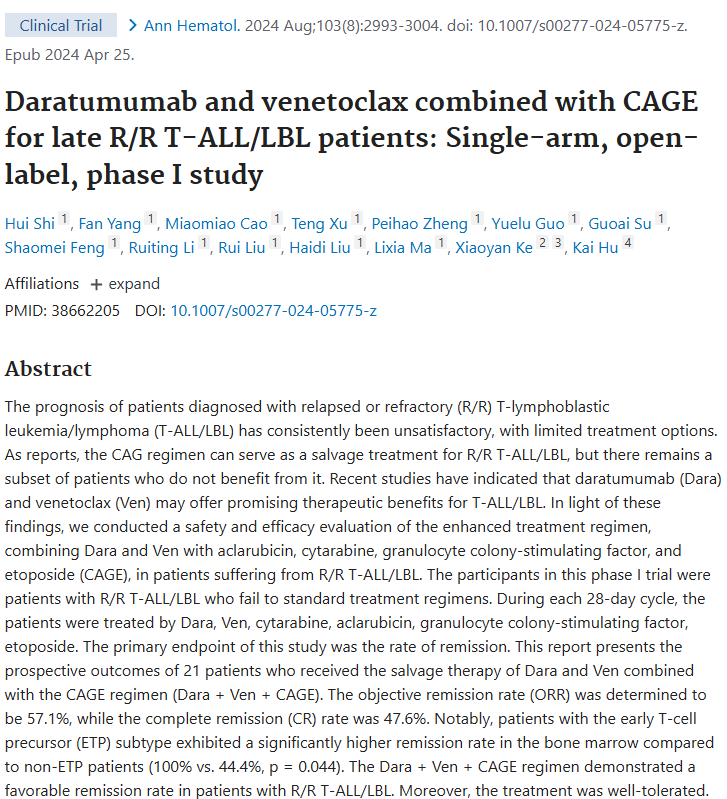 Clinical Trial > Ann Hematol. 2024 Aug;103(8):2993-3004. doi: 10.1007/s00277-024-05775-z.
Epub 2024 Apr 25.
Daratumumab and venetoclax combined with CAGE
for late R/R T-ALL/LBL patients: Single-arm, open-
label, phase I study
Hui Shi 1, Fan Yang 1, Miaomiao Cao 1, Teng Xu 1, Peihao Zheng 1, Yuelu Guo 1, Guoai Su 1,
Shaomei Feng 1, Ruiting Li 1, Rui Liu 1, Haidi Liu 1, Lixia Ma 1, Xiaoyan Ke 2 3, Kai Hu 4
Affiliations + expand
PMID: 38662205 DOI: 10.1007/s00277-024-05775-z
Abstract
The prognosis of patients diagnosed with relapsed or refractory (R/R) T-lymphoblastic
leukemia/lymphoma (T-ALL/LBL) has consistently been unsatisfactory, with limited treatment options.
As reports, the CAG regimen can serve as a salvage treatment for R/R T-ALL/LBL, but there remains a
subset of patients who do not benefit from it. Recent studies have indicated that daratumumab (Dara)
and venetoclax (Ven) may offer promising therapeutic benefits for T-ALL/LBL. In light of these
findings, we conducted a safety and efficacy evaluation of the enhanced treatment regimen,
combining Dara and Ven with aclarubicin, cytarabine, granulocyte colony-stimulating factor, and
etoposide (CAGE), in patients suffering from R/R T-ALL/LBL. The participants in this phase I trial were
patients with R/R T-ALL/LBL who fail to standard treatment regimens. During each 28-day cycle, the
patients were treated by Dara, Ven, cytarabine, aclarubicin, granulocyte colony-stimulating factor,
etoposide. The primary endpoint of this study was the rate of remission. This report presents the
prospective outcomes of 21 patients who received the salvage therapy of Dara and Ven combined
with the CAGE regimen (Dara + Ven + CAGE). The objective remission rate (ORR) was determined to
be 57.1%, while the complete remission (CR) rate was 47.6%. Notably, patients with the early T-cell
precursor (ETP) subtype exhibited a significantly higher remission rate in the bone marrow compared
to non-ETP patients (100% vs. 44.4%, p = 0.044). The Dara + Ven + CAGE regimen demonstrated a
favorable remission rate in patients with R/R T-ALL/LBL. Moreover, the treatment was well-tolerated.